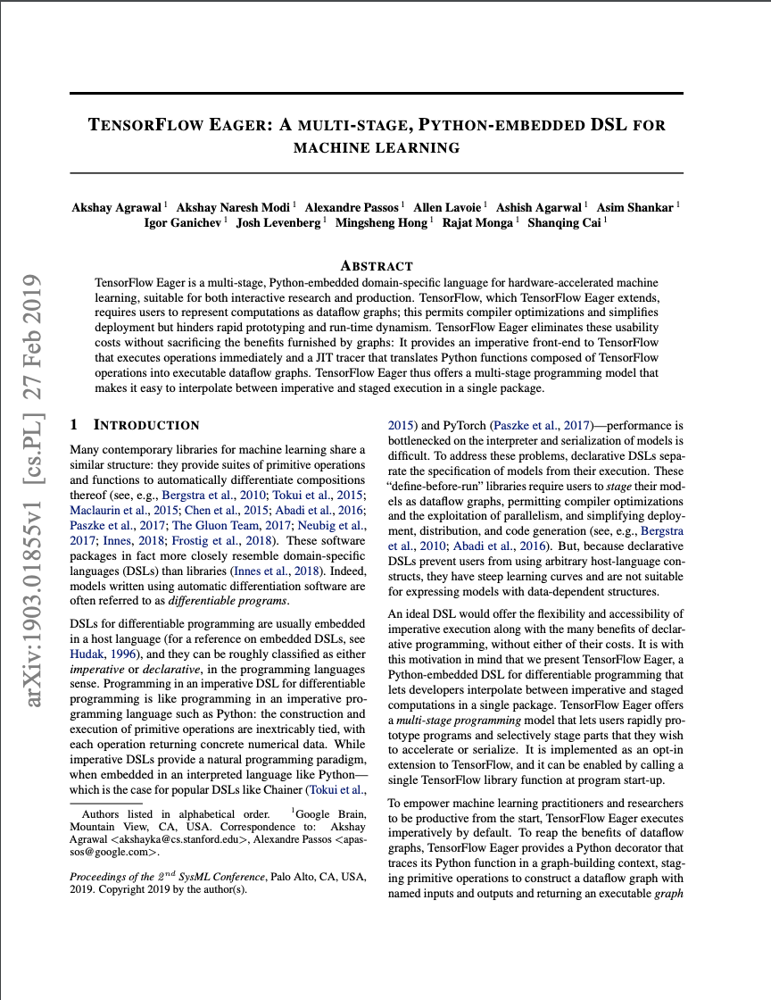 TENSORFLOW EAGER: A MULTI-STAGE, PYTHON-EMBEDDED DSL FOR
MACHINE LEARNING
Akshay Agrawal 1 Akshay Naresh Modi 1 Alexandre Passos 1 Allen Lavoie 1 Ashish Agarwal 1 Asim Shankar 1
Igor Ganichev 1 Josh Levenberg 1 Mingsheng Hong 1 Rajat Monga 1 Shanqing Cai 1
arXiv:1903.01855v1 [cs.PL] 27 Feb 2019
ABSTRACT
TensorFlow Eager is a multi-stage, Python-embedded domain-specific language for hardware-accelerated machine
learning, suitable for both interactive research and production. TensorFlow, which TensorFlow Eager extends,
requires users to represent computations as dataflow graphs; this permits compiler optimizations and simplifies
deployment but hinders rapid prototyping and run-time dynamism. TensorFlow Eager eliminates these usability
costs without sacrificing the benefits furnished by graphs: It provides an imperative front-end to TensorFlow
that executes operations immediately and a JIT tracer that translates Python functions composed of TensorFlow
operations into executable dataflow graphs. TensorFlow Eager thus offers a multi-stage programming model that
makes it easy to interpolate between imperative and staged execution in a single package.
1 INTRODUCTION
Many contemporary libraries for machine learning share a
similar structure: they provide suites of primitive operations
and functions to automatically differentiate compositions
thereof (see, e.g., Bergstra et al., 2010; Tokui et al., 2015;
Maclaurin et al., 2015; Chen et al., 2015; Abadi et al., 2016;
Paszke et al., 2017; The Gluon Team, 2017; Neubig et al.,
2017; Innes, 2018; Frostig et al., 2018). These software
packages in fact more closely resemble domain-specific
languages (DSLs) than libraries (Innes et al., 2018). Indeed,
models written using automatic differentiation software are
often referred to as differentiable programs.
DSLs for differentiable programming are usually embedded
in a host language (for a reference on embedded DSLs, see
Hudak, 1996), and they can be roughly classified as either
imperative or declarative, in the programming languages
sense. Programming in an imperative DSL for differentiable
programming is like programming in an imperative pro-
gramming language such as Python: the construction and
execution of primitive operations are inextricably tied, with
each operation returning concrete numerical data. While
imperative DSLs provide a natural programming paradigm,
when embedded in an interpreted language like Python—
which is the case for popular DSLs like Chainer (Tokui et al.,
Authors listed in alphabetical order. 1Google Brain,
Mountain View, CA, USA. Correspondence to: Akshay
Agrawal <akshayka@cs.stanford.edu>, Alexandre Passos <apas-
sos@google.com>.
Proceedings of the 2nd SysML Conference, Palo Alto, CA, USA,
2019. Copyright 2019 by the author(s).
2015) and PyTorch (Paszke et al., 2017)—performance is
bottlenecked on the interpreter and serialization of models is
difficult. To address these problems, declarative DSLs sepa-
rate the specification of models from their execution. These
“define-before-run” libraries require users to stage their mod-
els as dataflow graphs, permitting compiler optimizations
and the exploitation of parallelism, and simplifying deploy-
ment, distribution, and code generation (see, e.g., Bergstra
et al., 2010; Abadi et al., 2016). But, because declarative
DSLs prevent users from using arbitrary host-language con-
structs, they have steep learning curves and are not suitable
for expressing models with data-dependent structures.
An ideal DSL would offer the flexibility and accessibility of
imperative execution along with the many benefits of declar-
ative programming, without either of their costs. It is with
this motivation in mind that we present TensorFlow Eager, a
Python-embedded DSL for differentiable programming that
lets developers interpolate between imperative and staged
computations in a single package. TensorFlow Eager offers
a multi-stage programming model that lets users rapidly pro-
totype programs and selectively stage parts that they wish
to accelerate or serialize. It is implemented as an opt-in
extension to TensorFlow, and it can be enabled by calling a
single TensorFlow library function at program start-up.
To empower machine learning practitioners and researchers
to be productive from the start, TensorFlow Eager executes
imperatively by default. To reap the benefits of dataflow
graphs, TensorFlow Eager provides a Python decorator that
traces its Python function in a graph-building context, stag-
ing primitive operations to construct a dataflow graph with
named inputs and outputs and returning an executable graph